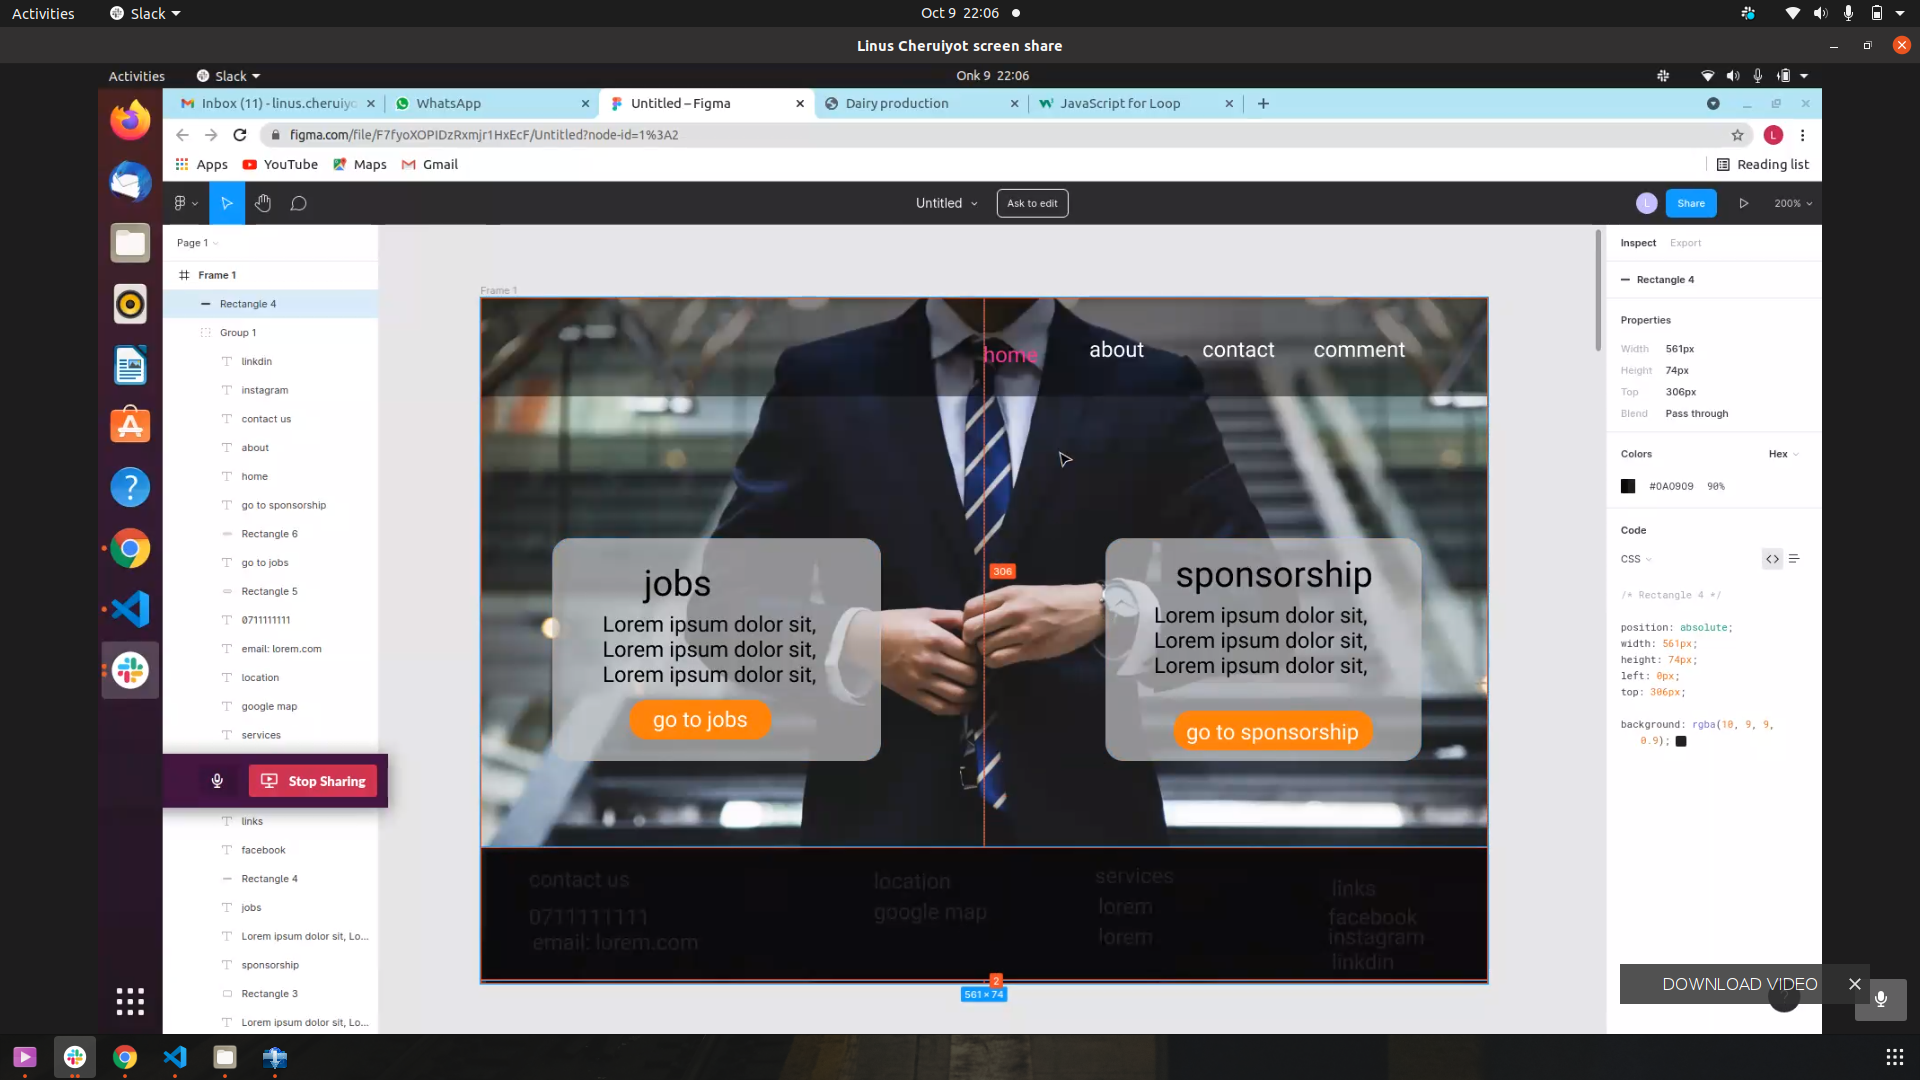 Activities
Slack
Oct 9 22:06
Linus Cheruiyot screen share
Activities
Slack
Onk 9 22:06
Inbox (11) - linus.cheruiyo
WhatsApp
Untitled – Figma
Dairy production
JavaScript for Loop
figma.com/file/F7fyoXOPIDzRxmjr1HxEcF/Untitled?node-id=1%3A2
L
Apps
YouTube
Maps
Gmail
Reading list
Untitled
Ask to edit
L
Share
200%
Page 1
Frame 1
Rectangle 4
Group 1
linkdin
instagram
contact us
about
home
go to sponsorship
Rectangle 6
go to jobs
Rectangle 5
0711111111
email: lorem.com
location
google map
services
Stop Sharing
links
facebook
Rectangle 4
jobs
Lorem ipsum dolor sit, Lo...
sponsorship
Rectangle 3
Lorem ipsum dolor sit, Lo...
Frame 1
home
about
contact
comment
jobs
Lorem ipsum dolor sit,
Lorem ipsum dolor sit,
Lorem ipsum dolor sit,
go to jobs
306
sponsorship
Lorem ipsum dolor sit,
Lorem ipsum dolor sit,
Lorem ipsum dolor sit,
go to sponsorship
contact us
0711111111
email: lorem.com
location
google map
services
lorem
lorem
links
facebook
instagram
linkdin
2
561 × 74
Inspect
Export
Rectangle 4
Properties
Width 561px
Height 74px
Top 306px
Blend Pass through
Colors
Hex
#0A0909 90%
Code
CSS
/* Rectangle 4 */
position: absolute;
width: 561px;
height: 74px;
left: 0px;
top: 306px;
background: rgba(10, 9, 9,
0.9);
DOWNLOAD VIDEO